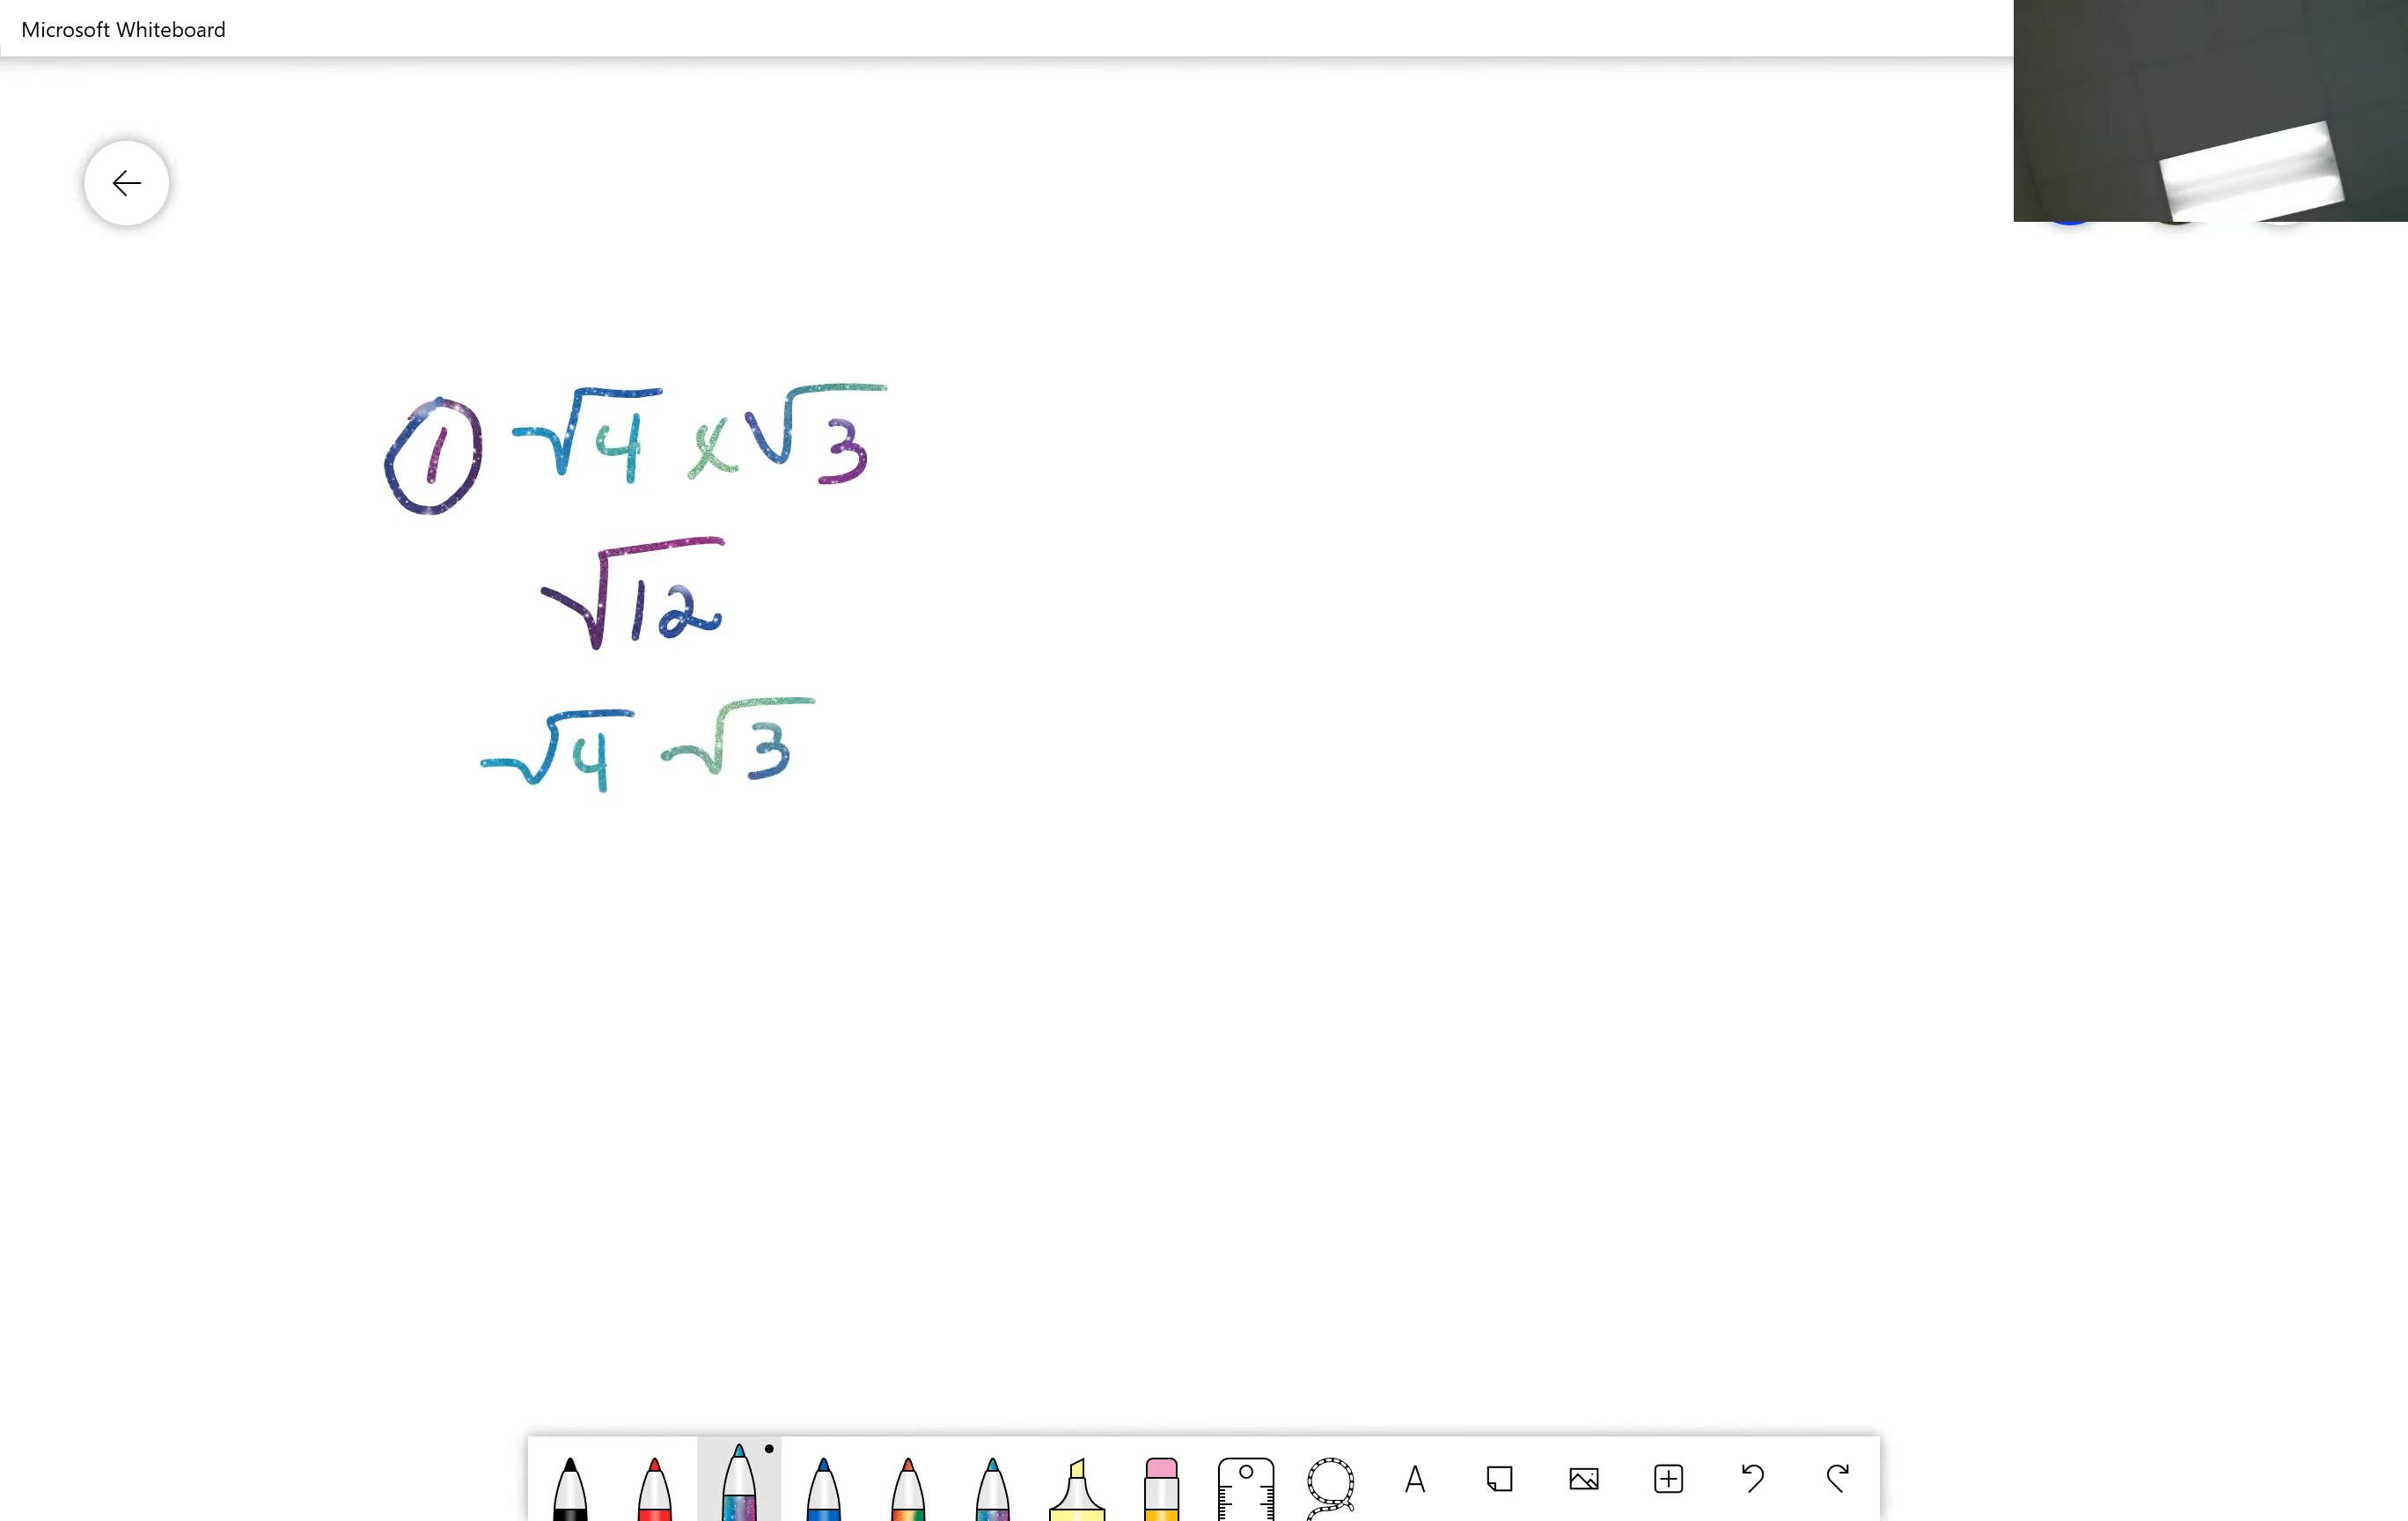 Microsoft Whiteboard
① √4 x √3
√12
√4 √3
A